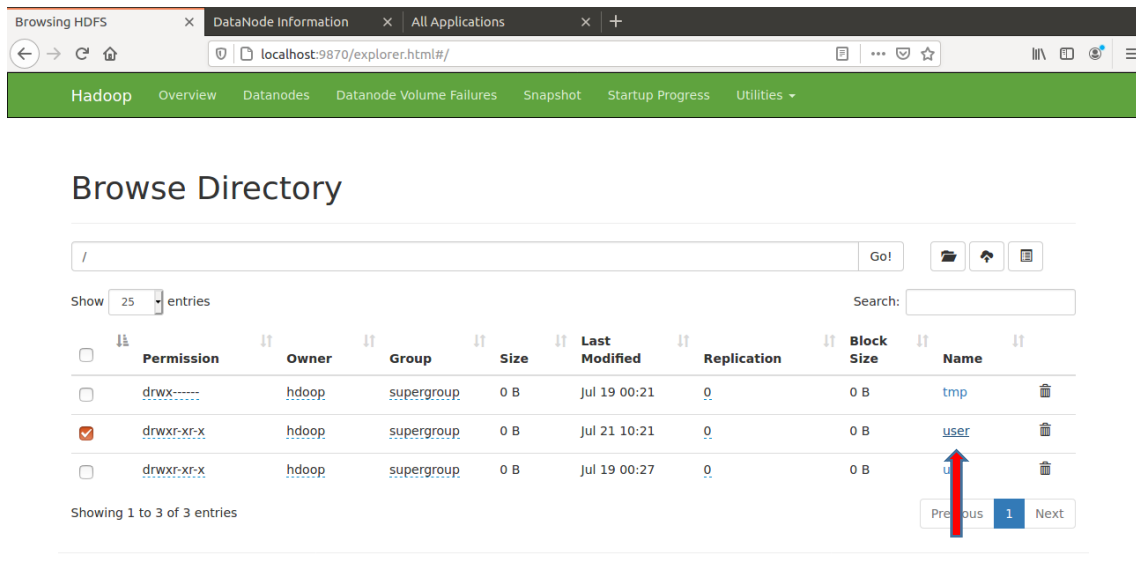 Browsing HDFS DataNode Information All Applications
localhost:9870/explorer.html#/
Hadoop Overview Datanodes Datanode Volume Failures Snapshot Startup Progress Utilities
Browse Directory
/ Go!
Show 25 entries Search:
Permission Owner Group Size Last Modified Replication Block Size Name
drwx------ hdoop supergroup 0 B Jul 19 00:21 0 0 B tmp
drwxr-xr-x hdoop supergroup 0 B Jul 21 10:21 0 0 B user
drwxr-xr-x hdoop supergroup 0 B Jul 19 00:27 0 0 B
Showing 1 to 3 of 3 entries Previous 1 Next